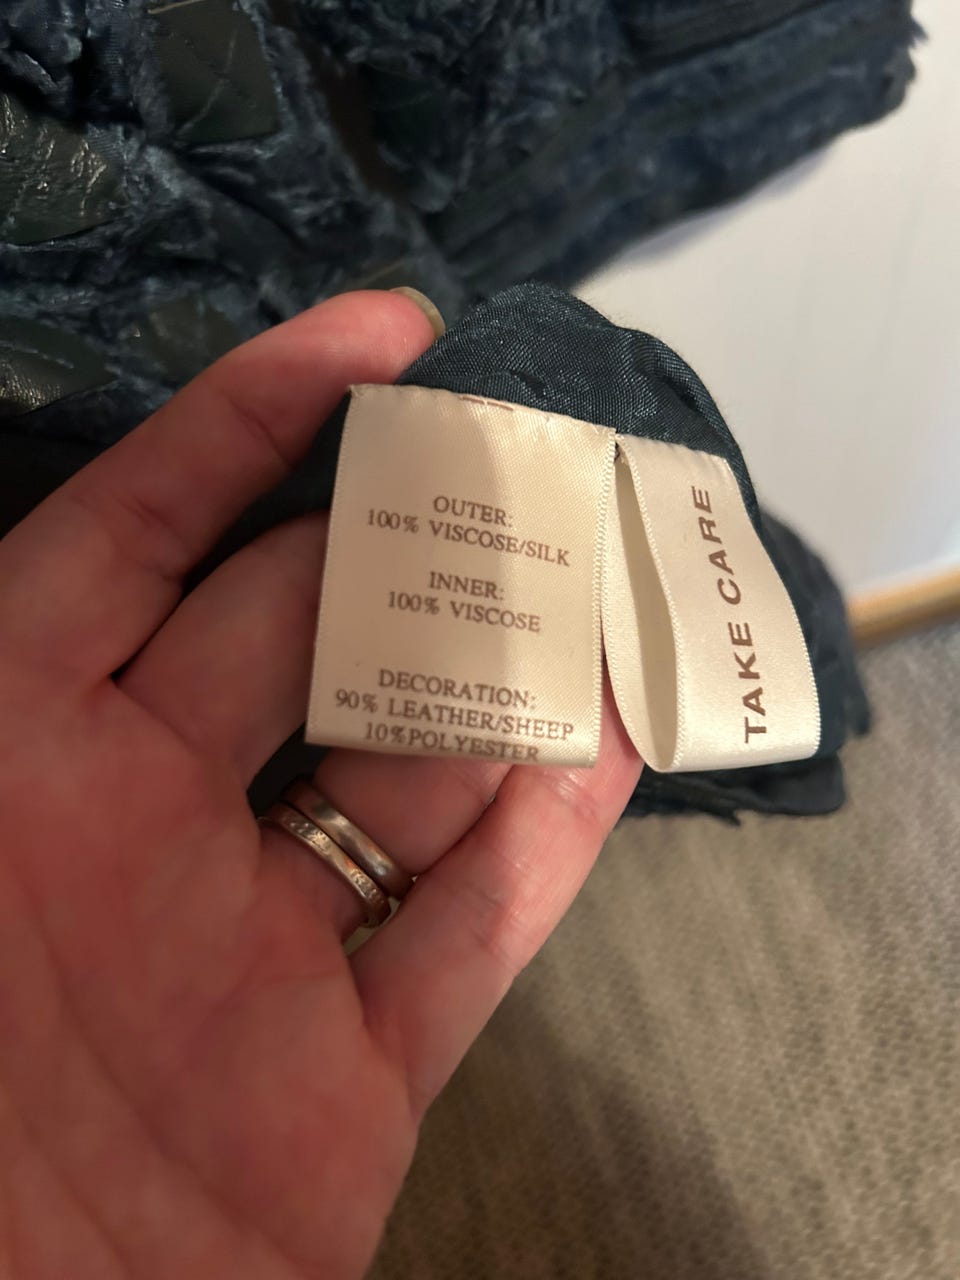 OUTER:
100% VISCOSE/SILK
INNER:
100% VISCOSE
DECORATION:
90% LEATHER/SHEEP
10%POLYESTER
TAKE CARE